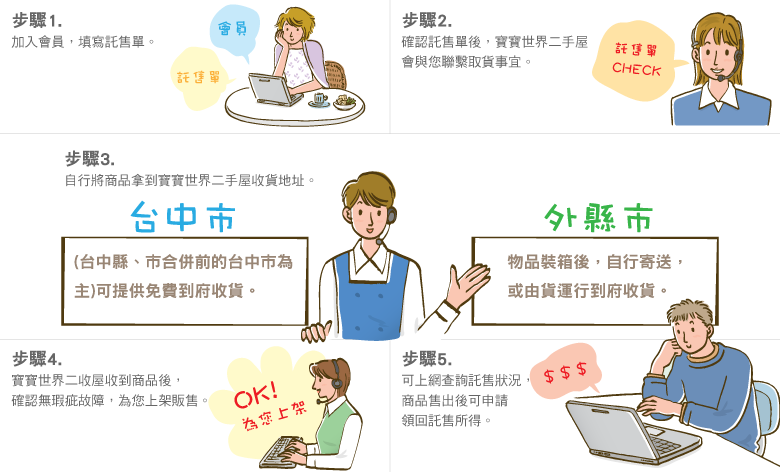 步驟1.
加入會員，填寫託售單。
會員
託售單
步驟2.
確認託售單後，寶寶世界二手屋
會與您聯繫取貨事宜。
託售單
CHECK
步驟3.
自行將商品拿到寶寶世界二手屋收貨地址。
台中市
(台中縣、市合併前的台中市為
主)可提供免費到府收貨。
外縣市
物品裝箱後，自行寄送，
或由貨運行到府收貨。
步驟4.
寶寶世界二收屋收到商品後，
確認無瑕疵故障，為您上架販售。
OK!
為您上架
步驟5.
可上網查詢託售狀況，
商品售出後可申請
領回託售所得。
$ $ $